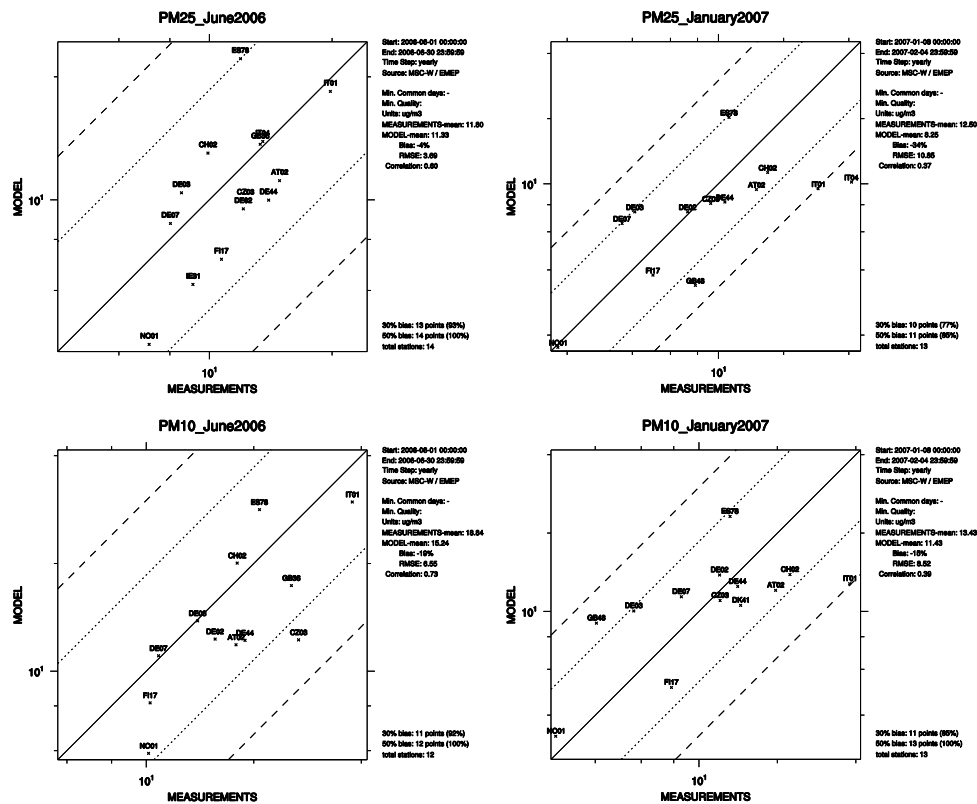 PM25_June2006
ES78
IT01
IT04
CH02
AT02
DE03
CZ03
DE44
DE02
DE07
FI17
IE31
NO01
MODEL
10¹
10¹
MEASUREMENTS
Start: 2006-06-01 00:00:00
End: 2006-06-30 23:59:59
Time Step: yearly
Source: MSC-W / EMEP
Min. Common days: -
Min. Quality:
Units: ug/m3
MEASUREMENTS-mean: 11.80
MODEL-mean: 11.33
Bias: -4%
RMSE: 3.69
Correlation: 0.80
30% bias: 13 points (93%)
50% bias: 14 points (100%)
total stations: 14
PM25_January2007
ES78
CH02
AT02
IT01
IT04
DE03
DE07
DE02
CZ03
DE44
FI17
GB48
NO01
MODEL
10¹
10¹
MEASUREMENTS
Start: 2007-01-08 00:00:00
End: 2007-02-04 23:59:59
Time Step: yearly
Source: MSC-W / EMEP
Min. Common days: -
Min. Quality:
Units: ug/m3
MEASUREMENTS-mean: 12.50
MODEL-mean: 8.25
Bias: -34%
RMSE: 10.85
Correlation: 0.37
30% bias: 10 points (77%)
50% bias: 11 points (85%)
total stations: 13
PM10_June2006
IT01
ES78
CH02
GB36
DE03
DE02
AT02
DE44
CZ03
DE07
FI17
NO01
MODEL
10¹
10¹
MEASUREMENTS
Start: 2006-06-01 00:00:00
End: 2006-06-30 23:59:59
Time Step: yearly
Source: MSC-W / EMEP
Min. Common days: -
Min. Quality:
Units: ug/m3
MEASUREMENTS-mean: 18.84
MODEL-mean: 15.24
Bias: -19%
RMSE: 6.55
Correlation: 0.73
30% bias: 11 points (92%)
50% bias: 12 points (100%)
total stations: 12
PM10_January2007
ES78
DE02
CH02
DE44
AT02
IT01
DE07
CZ03
DK41
DE03
GB48
FI17
NO01
MODEL
10¹
10¹
MEASUREMENTS
Start: 2007-01-08 00:00:00
End: 2007-02-04 23:59:59
Time Step: yearly
Source: MSC-W / EMEP
Min. Common days: -
Min. Quality:
Units: ug/m3
MEASUREMENTS-mean: 13.43
MODEL-mean: 11.43
Bias: -15%
RMSE: 8.52
Correlation: 0.39
30% bias: 11 points (85%)
50% bias: 13 points (100%)
total stations: 13